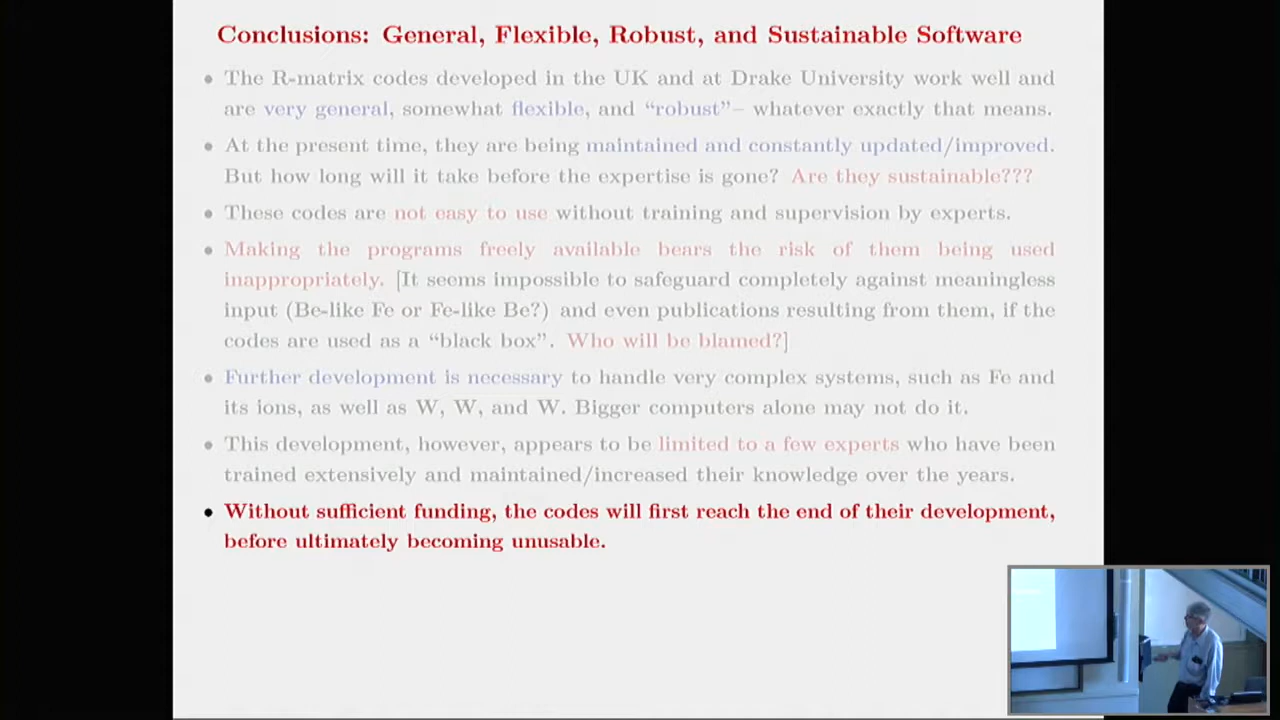 Conclusions: General, Flexible, Robust, and Sustainable Software
• The R-matrix codes developed in the UK and at Drake University work well and
are very general, somewhat flexible, and “robust”– whatever exactly that means.
• At the present time, they are being maintained and constantly updated/improved.
But how long will it take before the expertise is gone? Are they sustainable???
• These codes are not easy to use without training and supervision by experts.
• Making the programs freely available bears the risk of them being used
inappropriately. [It seems impossible to safeguard completely against meaningless
input (Be-like Fe or Fe-like Be?) and even publications resulting from them, if the
codes are used as a “black box”. Who will be blamed?]
• Further development is necessary to handle very complex systems, such as Fe and
its ions, as well as W, W, and W. Bigger computers alone may not do it.
• This development, however, appears to be limited to a few experts who have been
trained extensively and maintained/increased their knowledge over the years.
• Without sufficient funding, the codes will first reach the end of their development,
before ultimately becoming unusable.